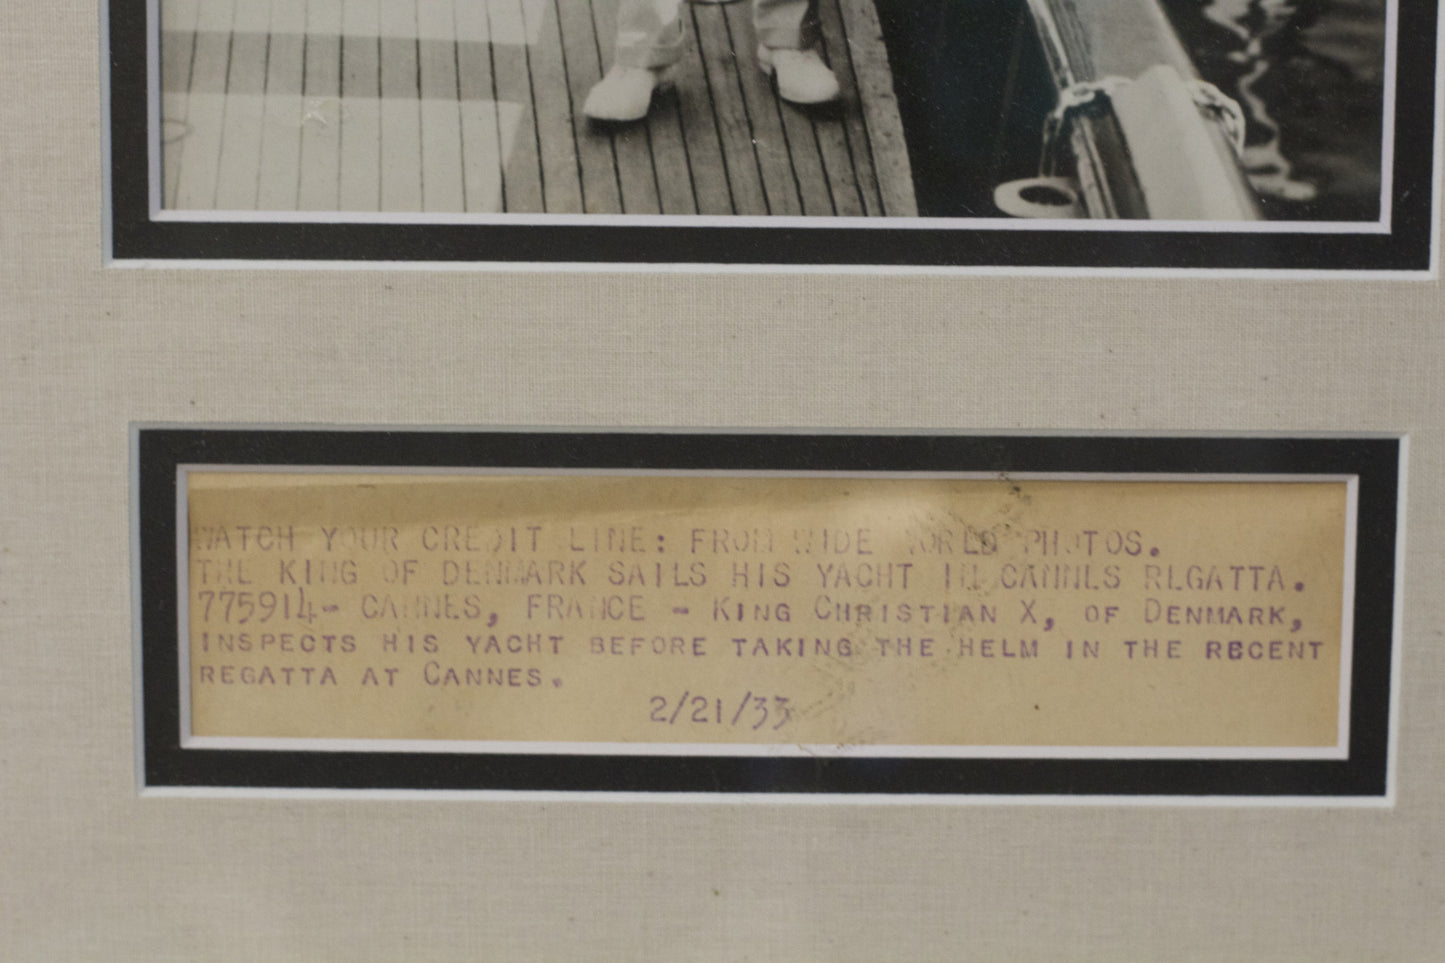 WATCH YOUR CREDIT LINE: FROM WIDE WORLD PHOTOS.
THE KING OF DENMARK SAILS HIS YACHT IN CANNES REGATTA.
775914- CANNES, FRANCE - KING CHRISTIAN X, OF DENMARK,
INSPECTS HIS YACHT BEFORE TAKING THE HELM IN THE RECENT
REGATTA AT CANNES.
2/21/33